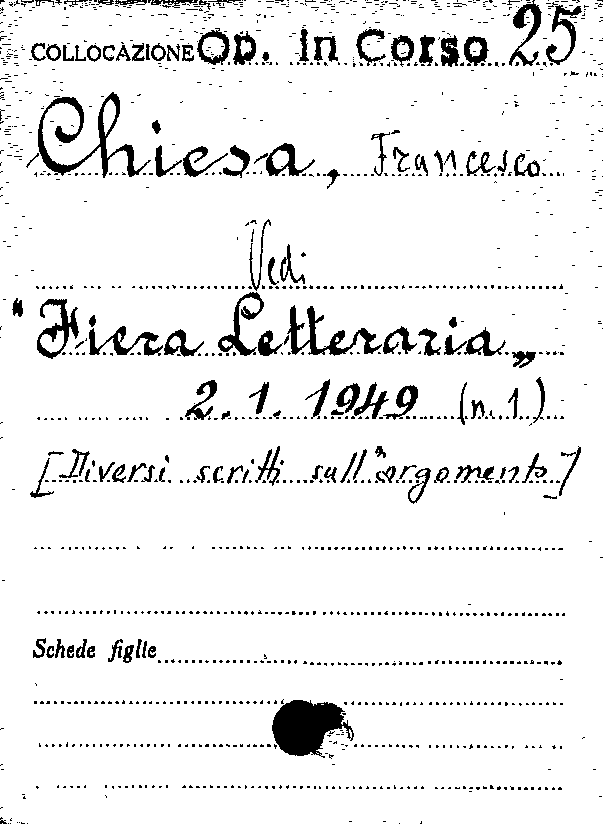 COLLOCAZIONE Op. in Corso 25
Chiesa, Francesco
Vedi
"Fiera Letteraria„
2. 1. 1949 (n. 1)
[Diversi scritti sull'argomento]
Schede figlie